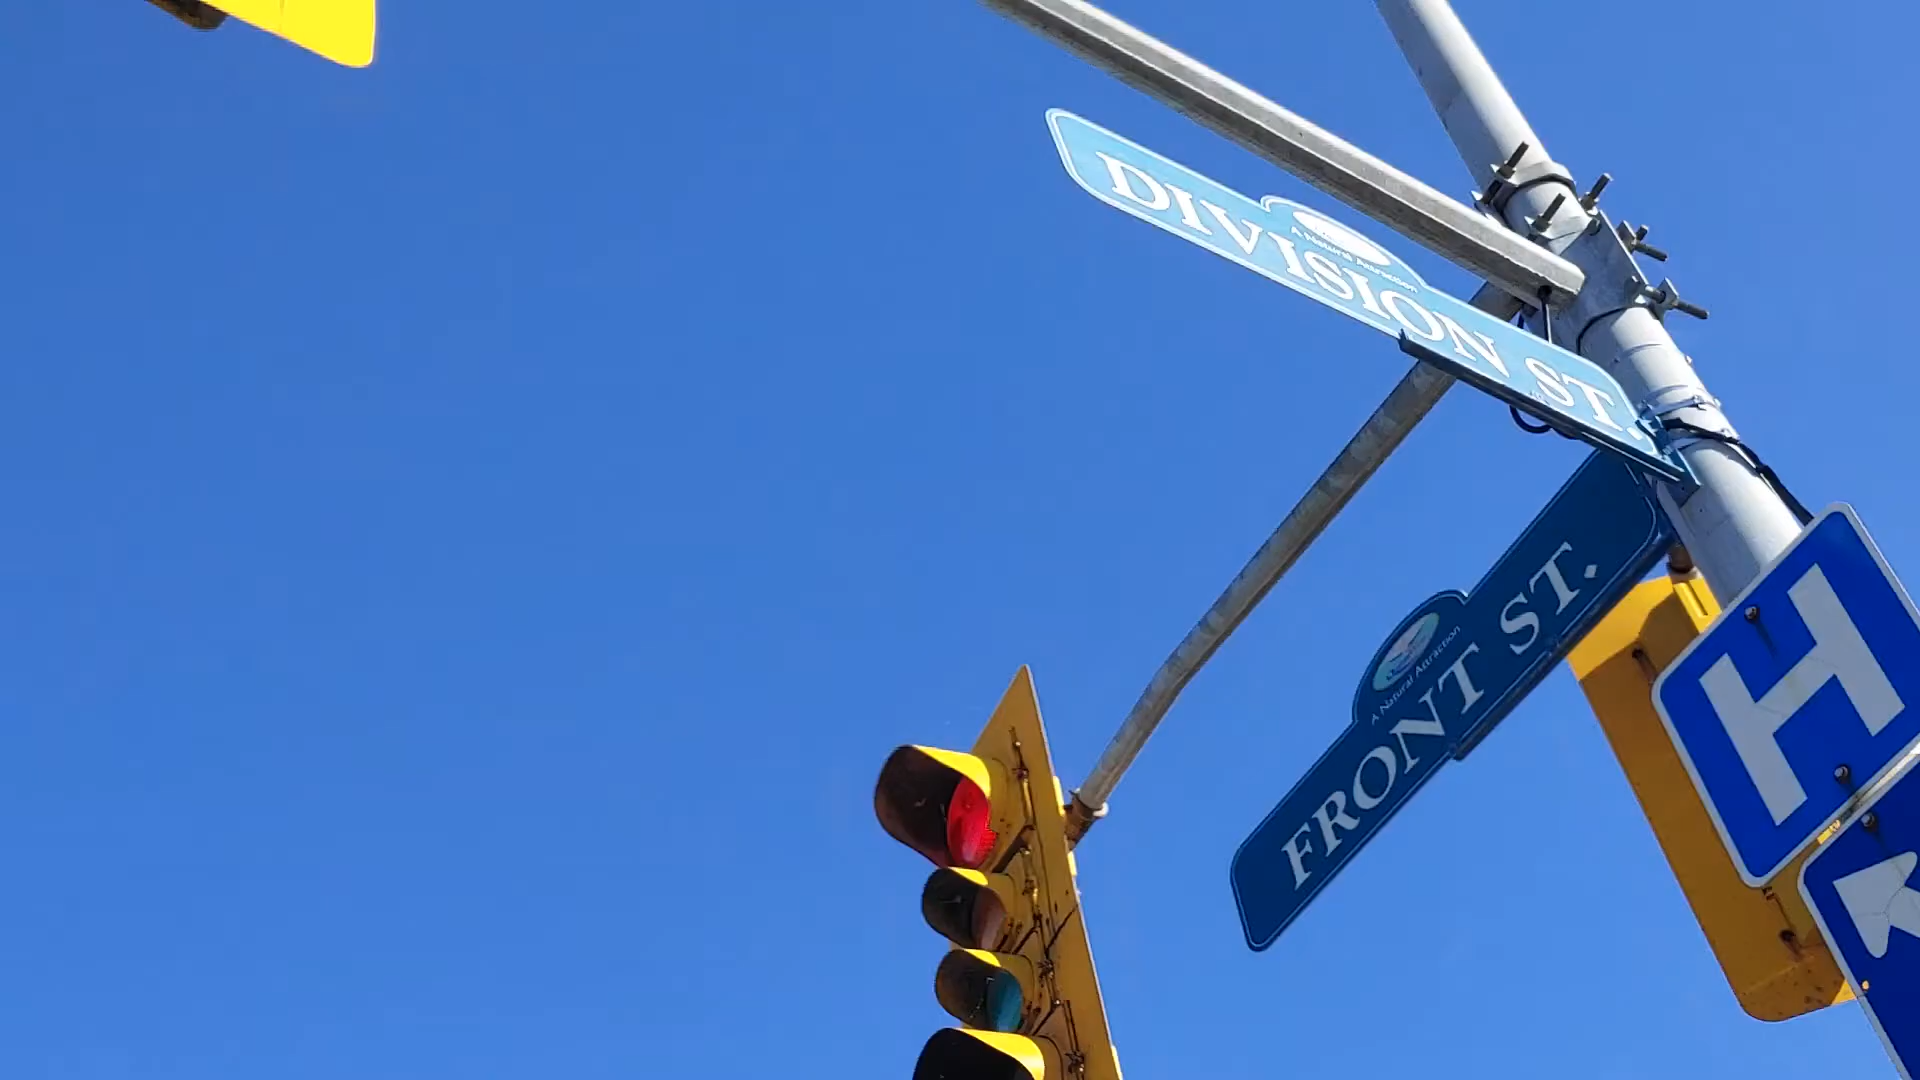 A Natural Attraction
DIVISION ST.
A Natural Attraction
FRONT ST.
H